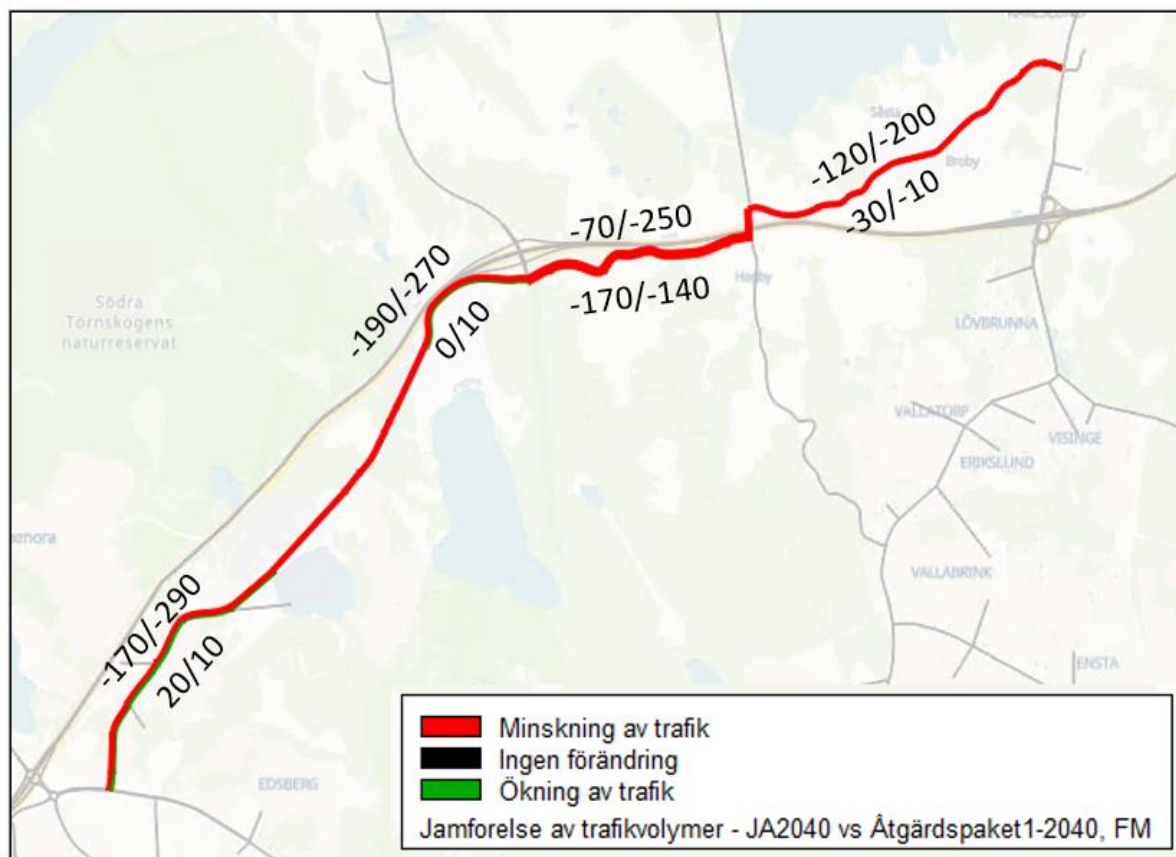 KARLSLUND
Såsta
-120/-200
Broby
-30/-10
-70/-250
-170/-140
Hagby
-190/-270
0/10
Södra
Törnskogens
naturreservat
LÖVBRUNNA
VALLATORP
VISINGE
ERIKSLUND
VALLABRINK
-170/-290
20/10
ENSTA
EDSBERG
Minskning av trafik
Ingen förändring
Ökning av trafik
Jamforelse av trafikvolymer - JA2040 vs Åtgärdspaket1-2040, FM